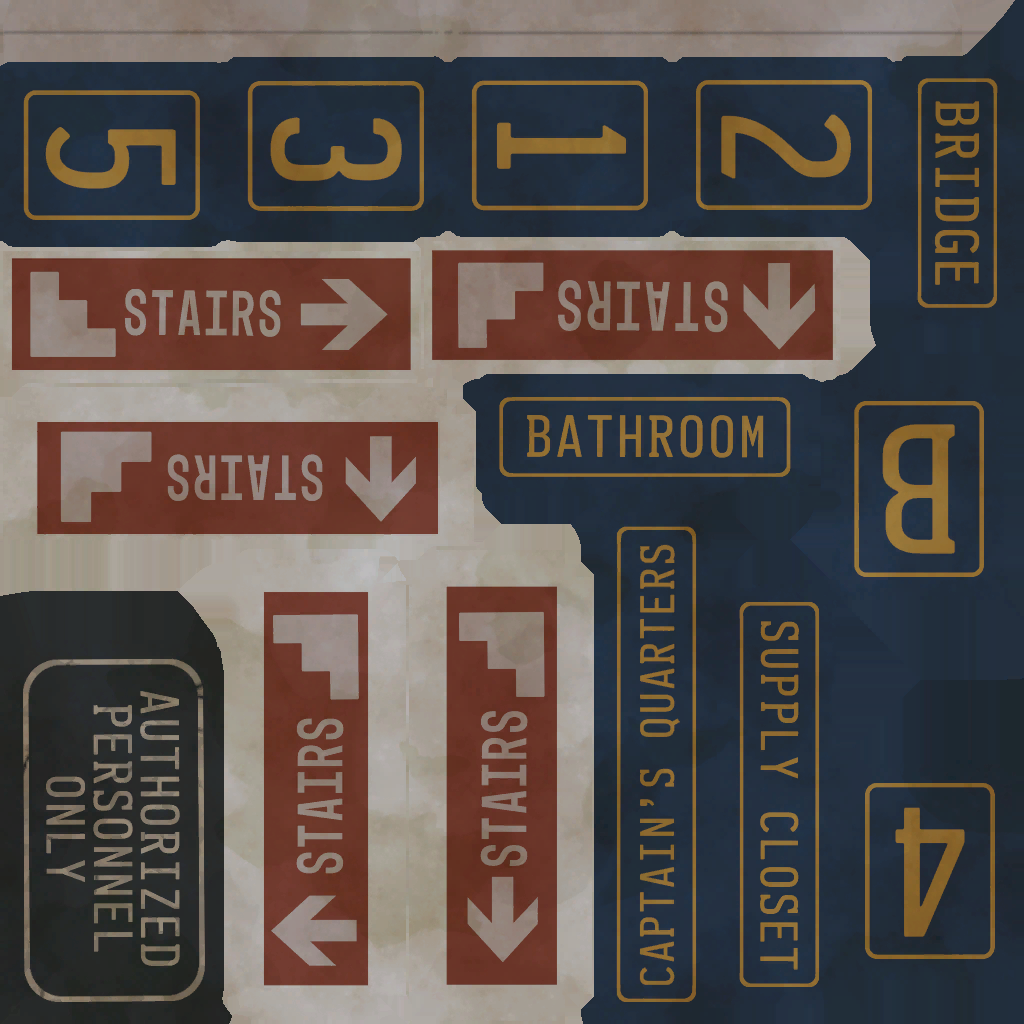 5
3
1
2
BRIDGE
STAIRS
STAIRS
STAIRS
BATHROOM
B
AUTHORIZED
PERSONNEL
ONLY
STAIRS
STAIRS
CAPTAIN'S QUARTERS
SUPPLY CLOSET
4